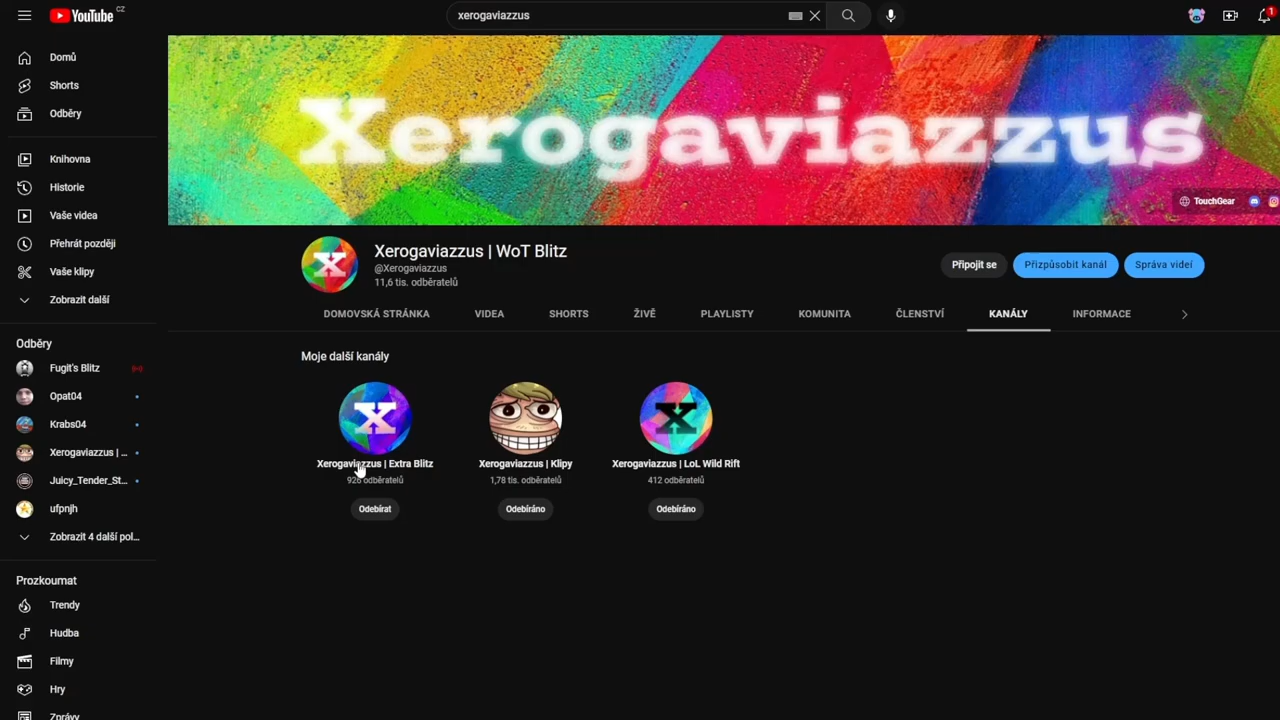 YouTube CZ
xerogaviazzus
1
Domů
Shorts
Odběry
Knihovna
Historie
Vaše videa
Přehrát později
Vaše klipy
Zobrazit další
Odběry
Fugit's Blitz
Opat04
Krabs04
Xerogaviazzus | ...
Juicy_Tender_St...
ufpnjh
Zobrazit 4 další pol...
Prozkoumat
Trendy
Hudba
Filmy
Hry
Zprávy
Xerogaviazzus
TouchGear
X
Xerogaviazzus | WoT Blitz
@Xerogaviazzus
11,6 tis. odběratelů
Připojit se
Přizpůsobit kanál
Správa videí
DOMOVSKÁ STRÁNKA
VIDEA
SHORTS
ŽIVĚ
PLAYLISTY
KOMUNITA
ČLENSTVÍ
KANÁLY
INFORMACE
Moje další kanály
X
X
Xerogaviazzus | Extra Blitz
Xerogaviazzus | Klipy
Xerogaviazzus | LoL Wild Rift
926 odběratelů
1,78 tis. odběratelů
412 odběratelů
Odebírat
Odebíráno
Odebíráno